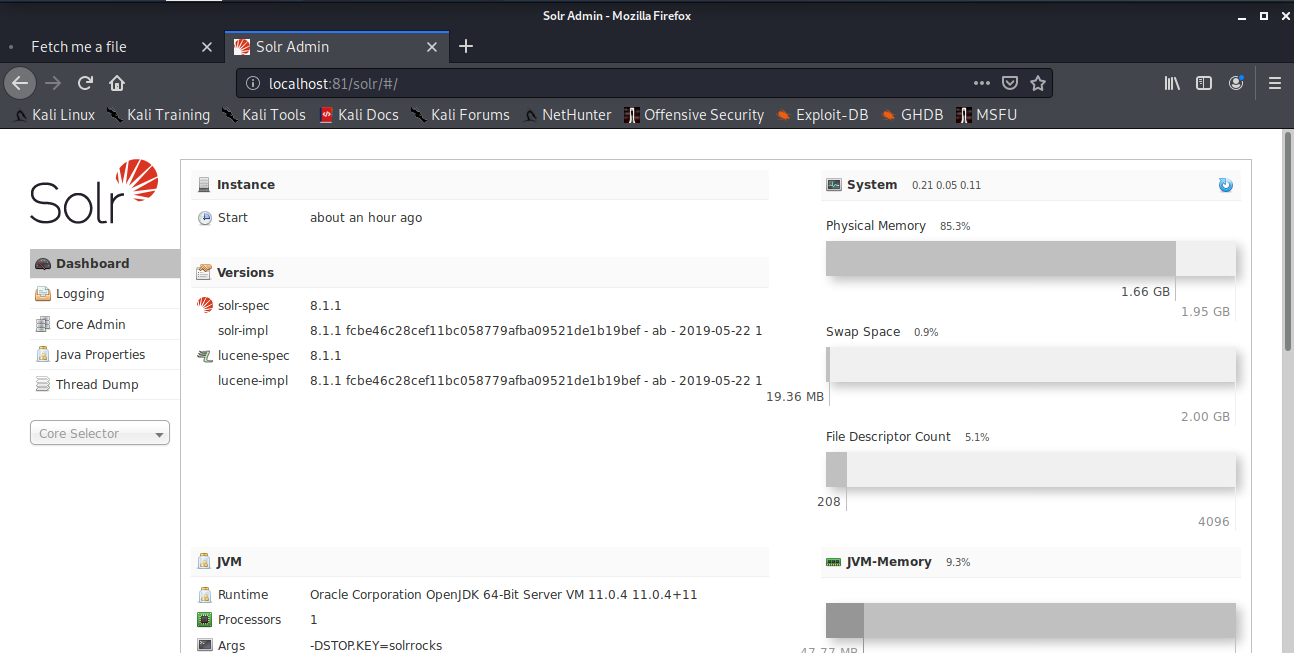 Solr Admin - Mozilla Firefox
Fetch me a file
Solr Admin
localhost:81/solr/#/
Kali Linux Kali Training Kali Tools Kali Docs Kali Forums NetHunter Offensive Security Exploit-DB GHDB MSFU
Solr
Dashboard
Logging
Core Admin
Java Properties
Thread Dump
Core Selector
Instance
Start about an hour ago
Versions
solr-spec 8.1.1
solr-impl 8.1.1 fcbe46c28cef11bc058779afba09521de1b19bef - ab - 2019-05-22 1
lucene-spec 8.1.1
lucene-impl 8.1.1 fcbe46c28cef11bc058779afba09521de1b19bef - ab - 2019-05-22 1
JVM
Runtime Oracle Corporation OpenJDK 64-Bit Server VM 11.0.4 11.0.4+11
Processors 1
Args -DSTOP.KEY=solrrocks
System 0.21 0.05 0.11
Physical Memory 85.3%
1.66 GB
1.95 GB
Swap Space 0.9%
19.36 MB
2.00 GB
File Descriptor Count 5.1%
208
4096
JVM-Memory 9.3%
47.77 MB